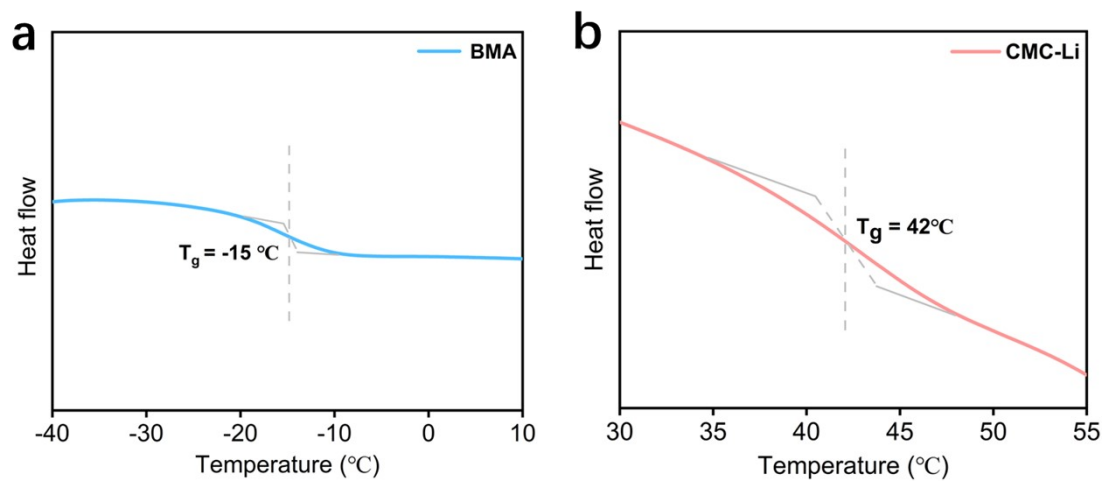 a
BMA
Heat flow
Tg = -15 ℃
-40 -30 -20 -10 0 10
Temperature (℃)
b
CMC-Li
Heat flow
Tg = 42℃
30 35 40 45 50 55
Temperature (℃)